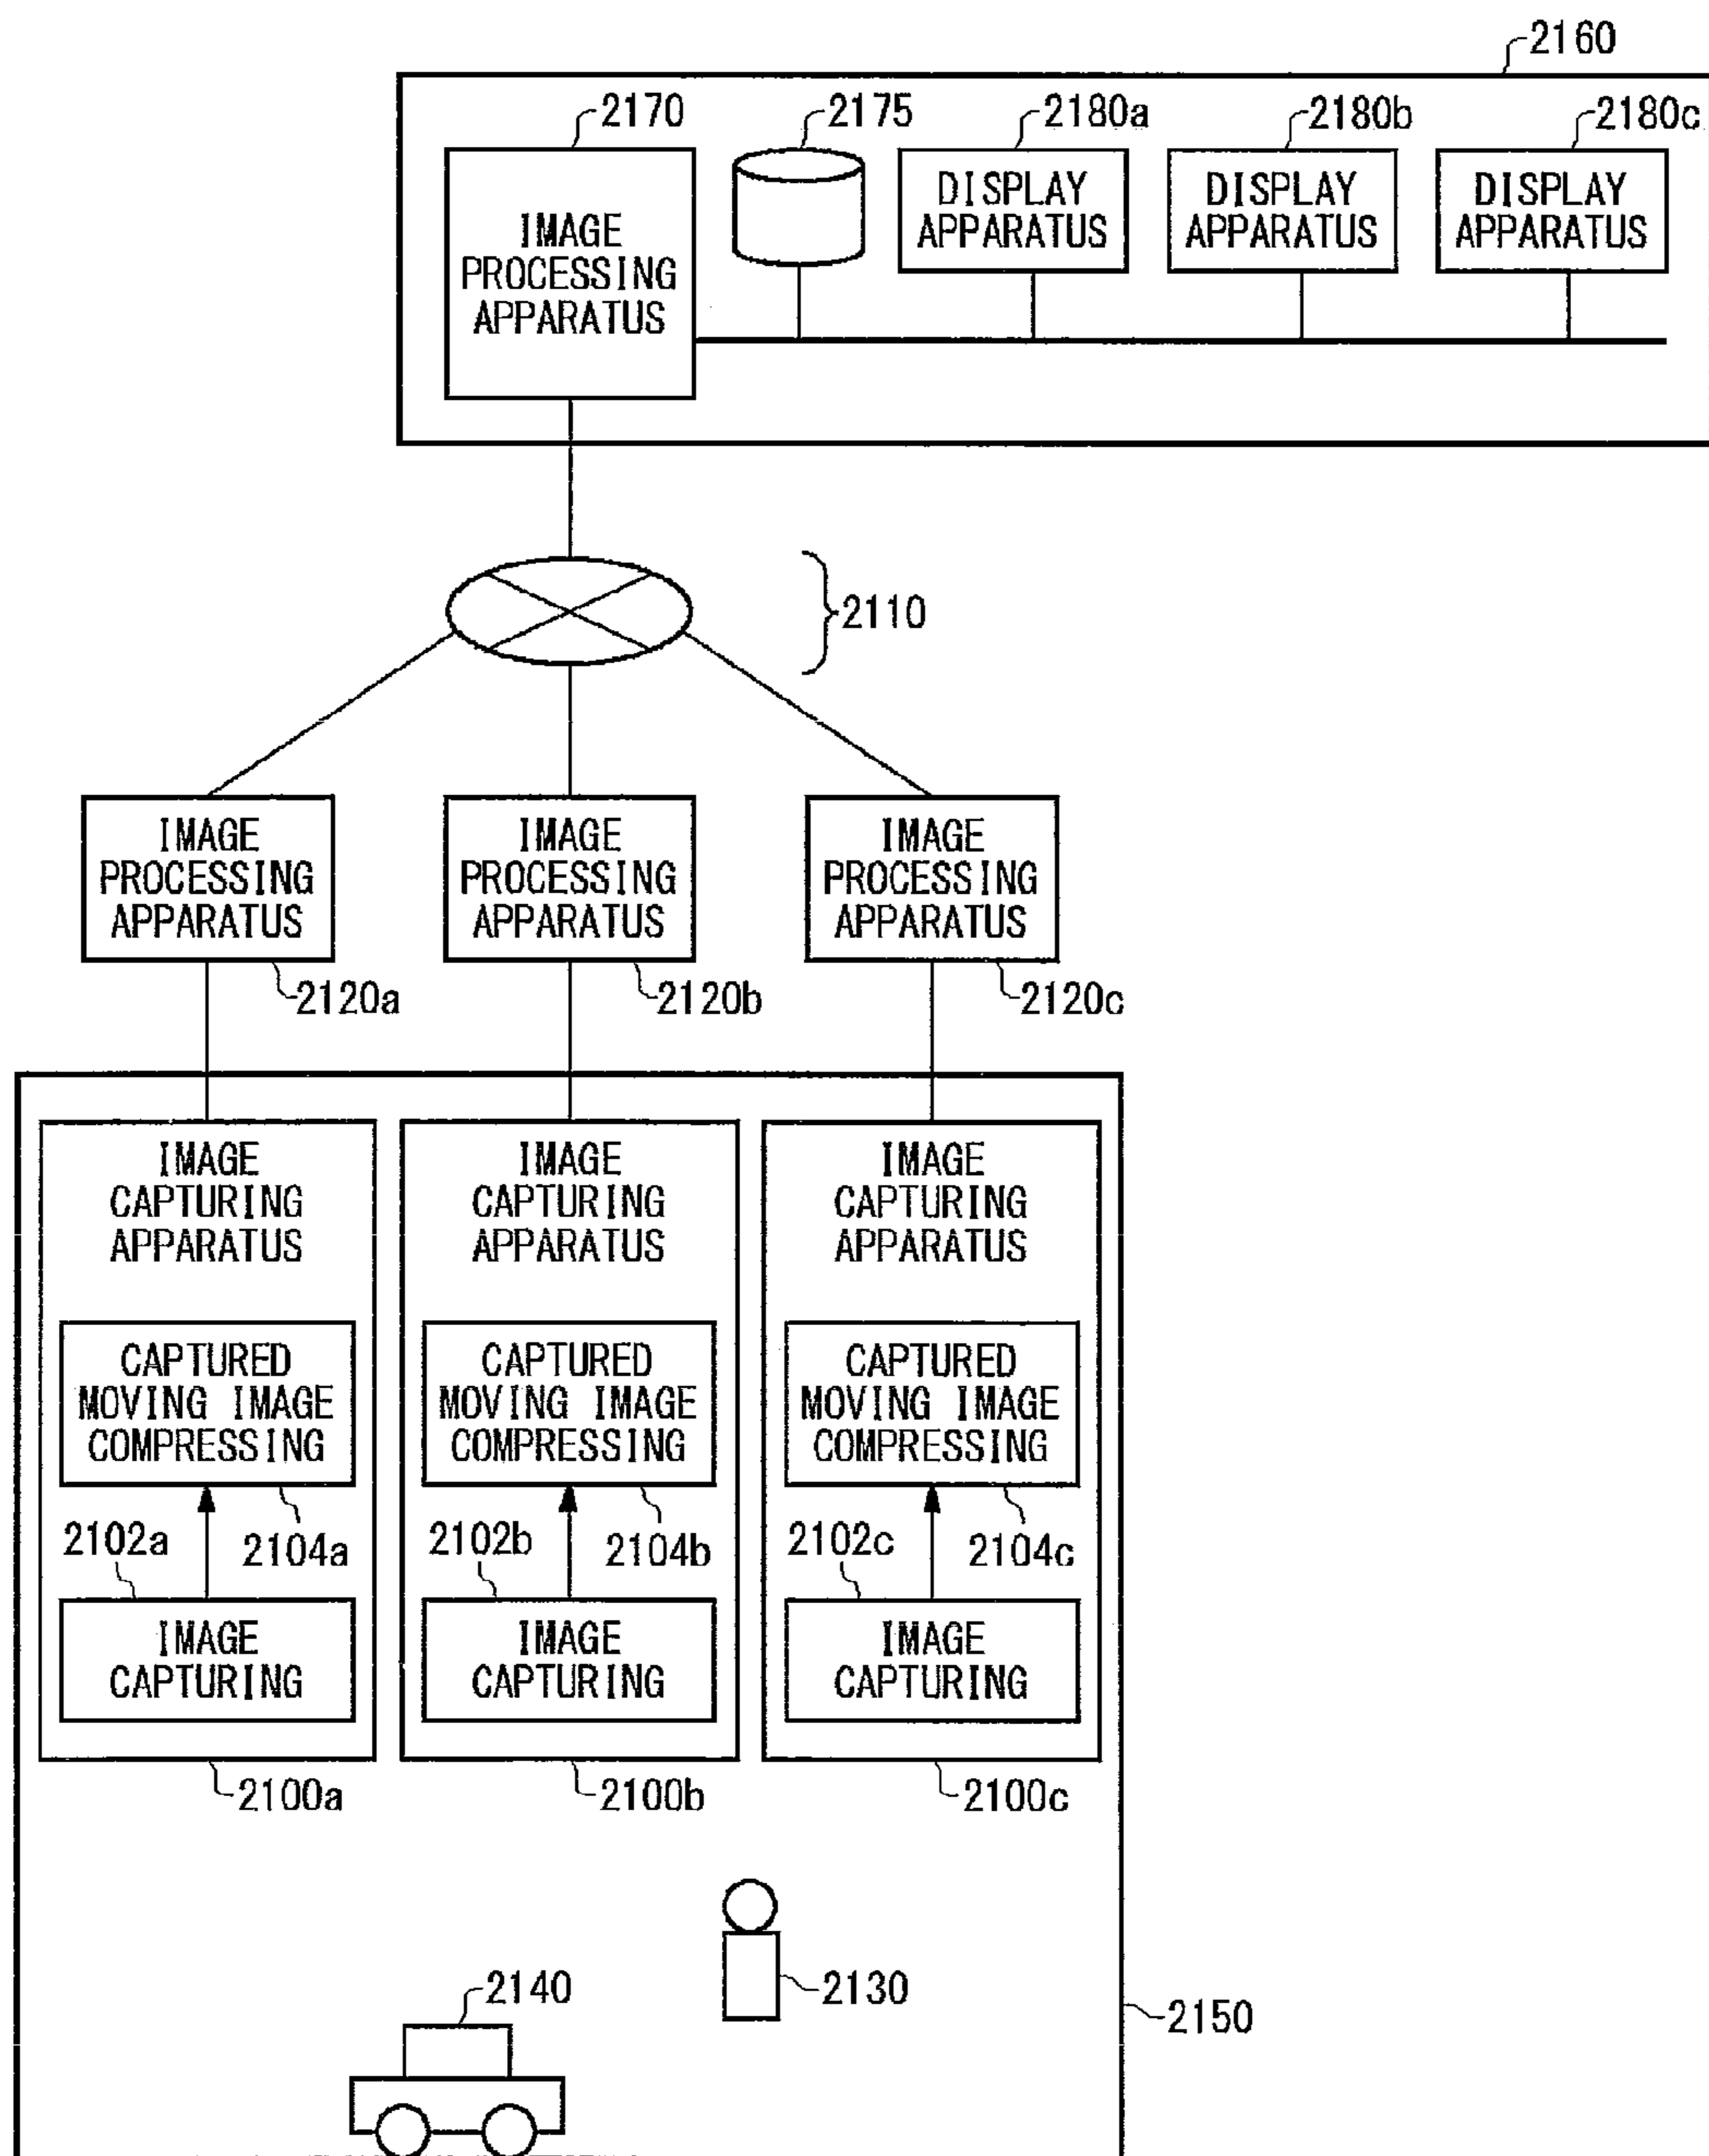 2160
2170
2175
2180a
2180b
2180c
IMAGE
PROCESSING
APPARATUS
DISPLAY
APPARATUS
DISPLAY
APPARATUS
DISPLAY
APPARATUS
2110
IMAGE
PROCESSING
APPARATUS
IMAGE
PROCESSING
APPARATUS
IMAGE
PROCESSING
APPARATUS
2120a
2120b
2120c
IMAGE
CAPTURING
APPARATUS
IMAGE
CAPTURING
APPARATUS
IMAGE
CAPTURING
APPARATUS
CAPTURED
MOVING IMAGE
COMPRESSING
CAPTURED
MOVING IMAGE
COMPRESSING
CAPTURED
MOVING IMAGE
COMPRESSING
2102a
2104a
2102b
2104b
2102c
2104c
IMAGE
CAPTURING
IMAGE
CAPTURING
IMAGE
CAPTURING
2100a
2100b
2100c
2140
2130
2150